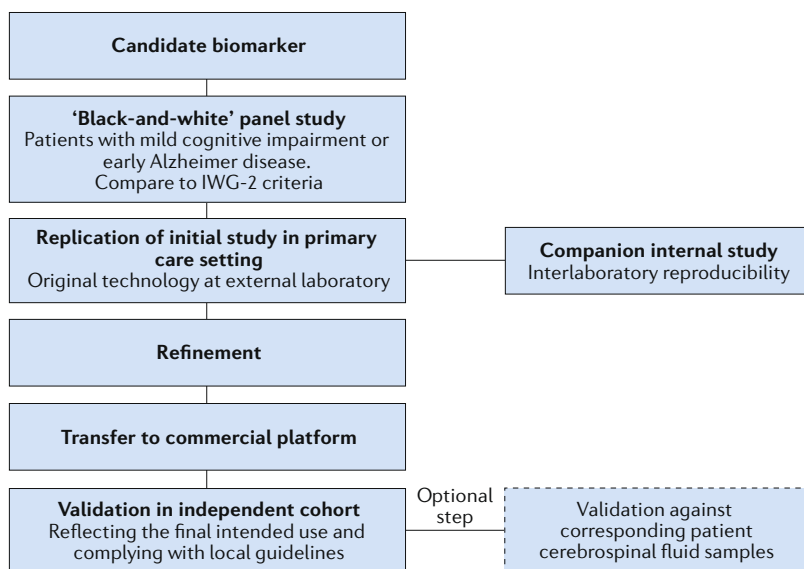 Candidate biomarker
‘Black-and-white’ panel study
Patients with mild cognitive impairment or
early Alzheimer disease.
Compare to IWG-2 criteria
Replication of initial study in primary
care setting
Original technology at external laboratory
Companion internal study
Interlaboratory reproducibility
Refinement
Transfer to commercial platform
Validation in independent cohort
Reflecting the final intended use and
complying with local guidelines
Optional
step
Validation against
corresponding patient
cerebrospinal fluid samples